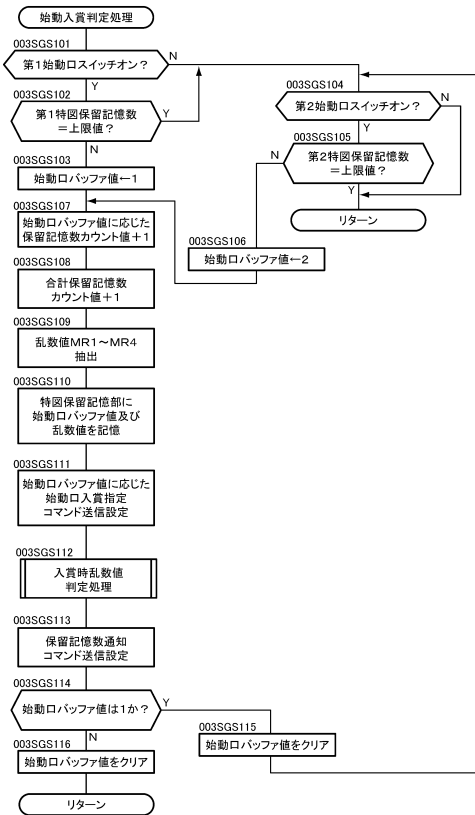 始動入賞判定処理
003SGS101
第1始動口スイッチオン？
N
Y
003SGS102
第1特図保留記憶数
＝上限値？
Y
N
003SGS103
始動口バッファ値←1
003SGS104
第2始動口スイッチオン？
N
Y
003SGS105
第2特図保留記憶数
＝上限値？
N
Y
リターン
003SGS106
始動口バッファ値←2
003SGS107
始動口バッファ値に応じた
保留記憶数カウント値＋1
003SGS108
合計保留記憶数
カウント値＋1
003SGS109
乱数値MR1～MR4
抽出
003SGS110
特図保留記憶部に
始動口バッファ値及び
乱数値を記憶
003SGS111
始動口バッファ値に応じた
始動口入賞指定
コマンド送信設定
003SGS112
入賞時乱数値
判定処理
003SGS113
保留記憶数通知
コマンド送信設定
003SGS114
始動口バッファ値は1か？
Y
N
003SGS115
始動口バッファ値をクリア
003SGS116
始動口バッファ値をクリア
リターン